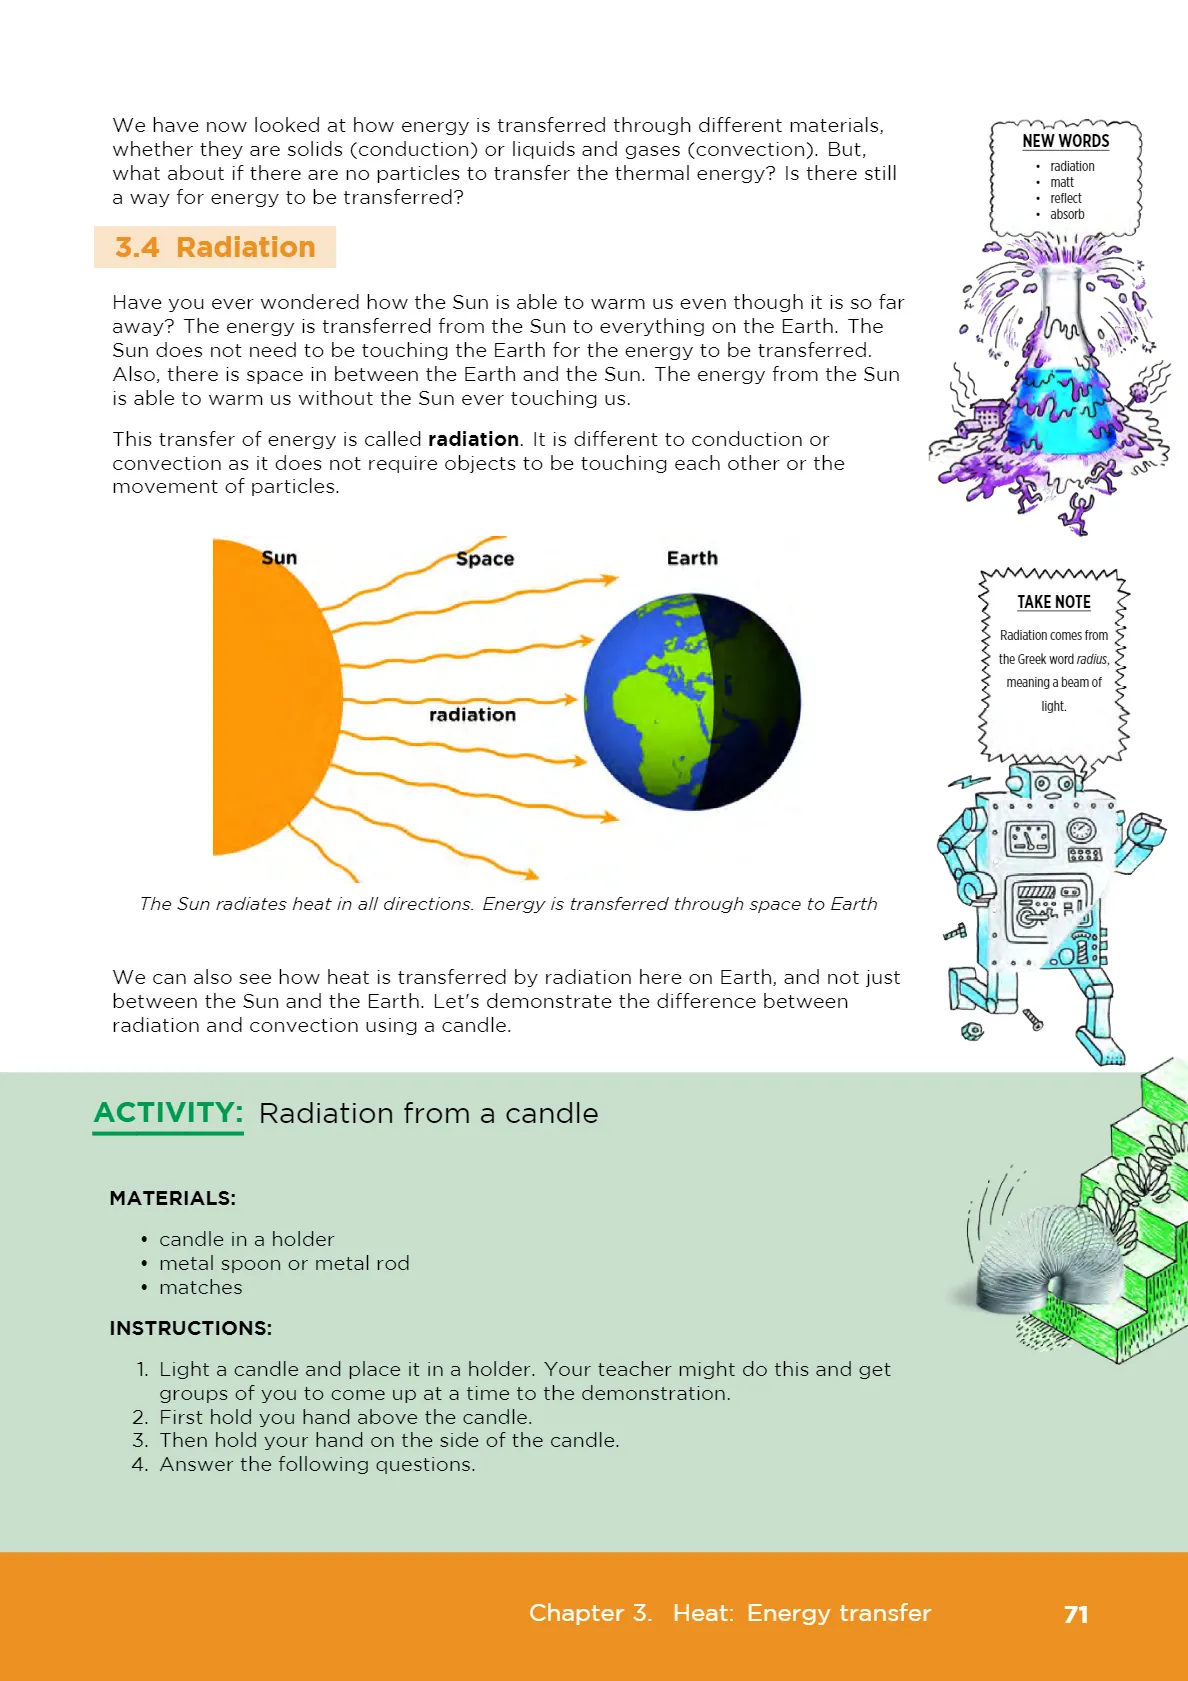 We have now looked at how energy is transferred through different materials,
whether they are solids (conduction) or liquids and gases (convection). But,
what about if there are no particles to transfer the thermal energy? Is there still
a way for energy to be transferred?
3.4 Radiation
Have you ever wondered how the Sun is able to warm us even though it is so far
away? The energy is transferred from the Sun to everything on the Earth. The
Sun does not need to be touching the Earth for the energy to be transferred.
Also, there is space in between the Earth and the Sun. The energy from the Sun
is able to warm us without the Sun ever touching us.
This transfer of energy is called radiation. It is different to conduction or
convection as it does not require objects to be touching each other or the
movement of particles.
Sun
Space
Earth
radiation
The Sun radiates heat in all directions. Energy is transferred through space to Earth
We can also see how heat is transferred by radiation here on Earth, and not just
between the Sun and the Earth. Let's demonstrate the difference between
radiation and convection using a candle.
NEW WORDS
• radiation
• matt
• reflect
• absorb
TAKE NOTE
Radiation comes from
the Greek word radius,
meaning a beam of
light.
ACTIVITY: Radiation from a candle
MATERIALS:
• candle in a holder
• metal spoon or metal rod
• matches
INSTRUCTIONS:
1. Light a candle and place it in a holder. Your teacher might do this and get
groups of you to come up at a time to the demonstration.
2. First hold you hand above the candle.
3. Then hold your hand on the side of the candle.
4. Answer the following questions.
Chapter 3. Heat: Energy transfer
71